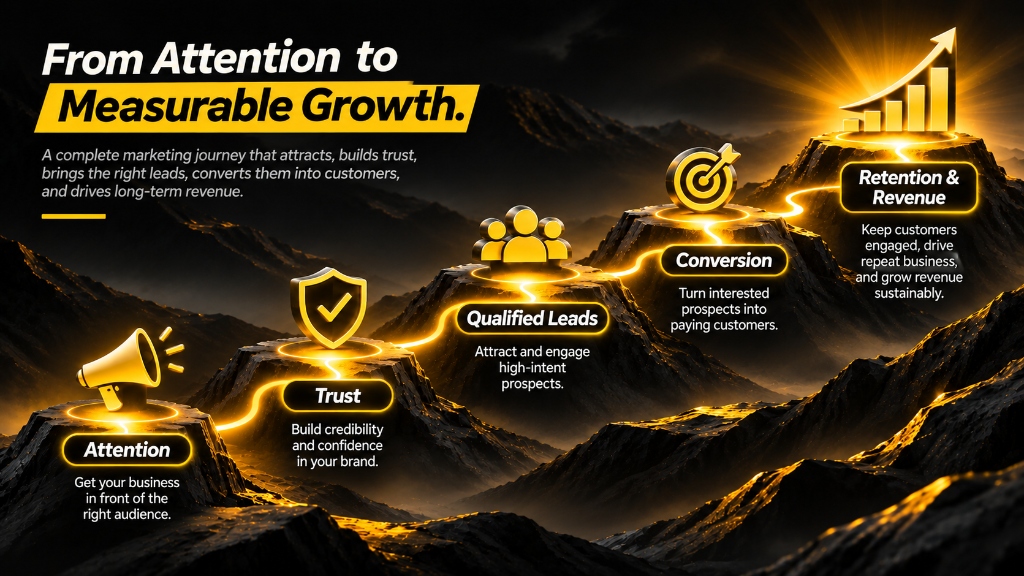 From Attention to
Measurable Growth.
A complete marketing journey that attracts, builds trust,
brings the right leads, converts them into customers,
and drives long-term revenue.
Attention
Get your business
in front of the
right audience.
Trust
Build credibility
and confidence
in your brand.
Qualified Leads
Attract and engage
high-intent
prospects.
Conversion
Turn interested
prospects into
paying customers.
Retention &
Revenue
Keep customers
engaged, drive
repeat business,
and grow revenue
sustainably.